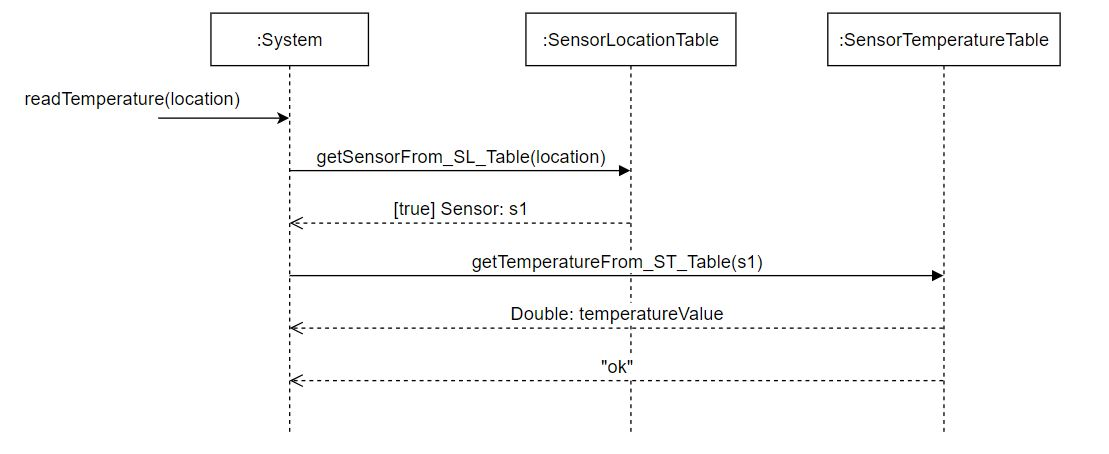 :System
:SensorLocationTable
:SensorTemperatureTable
readTemperature(location)
getSensorFrom_SL_Table(location)
[true] Sensor: s1
getTemperatureFrom_ST_Table(s1)
Double: temperatureValue
"ok"